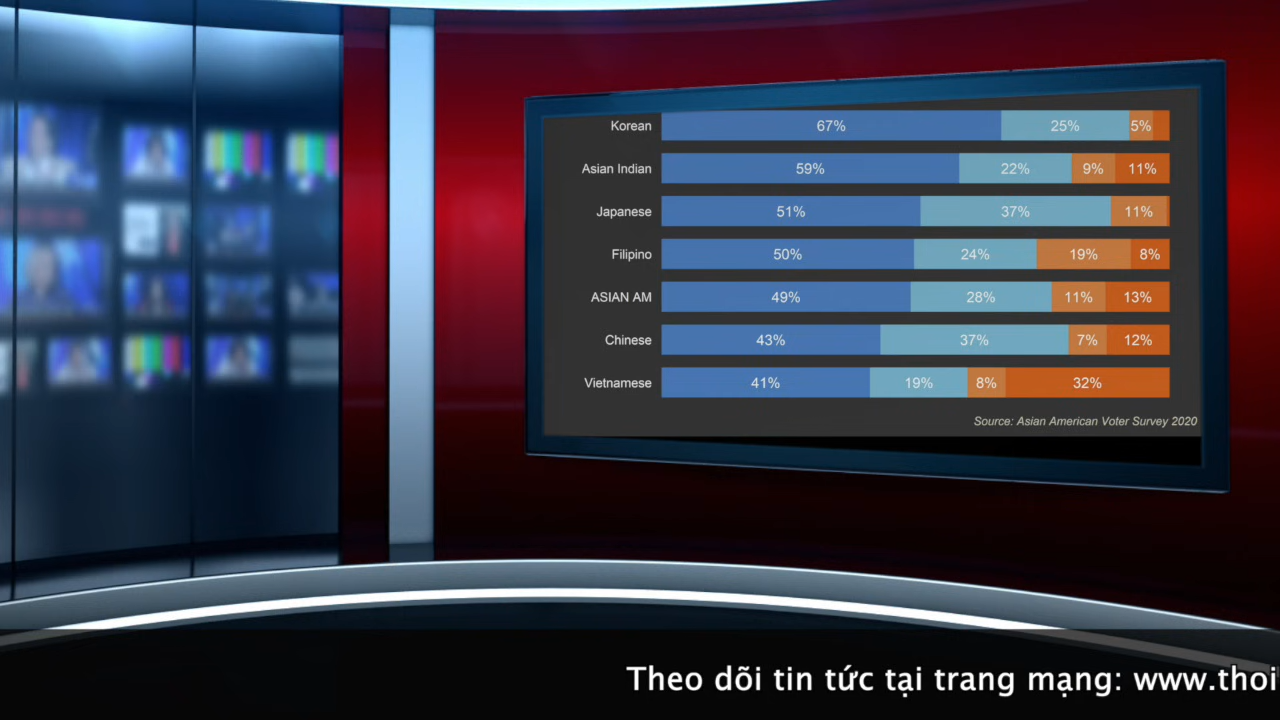 Korean 67% 25% 5%
Asian Indian 59% 22% 9% 11%
Japanese 51% 37% 11%
Filipino 50% 24% 19% 8%
ASIAN AM 49% 28% 11% 13%
Chinese 43% 37% 7% 12%
Vietnamese 41% 19% 8% 32%
Source: Asian American Voter Survey 2020
Theo dõi tin tức tại trang mạng: www.thoi